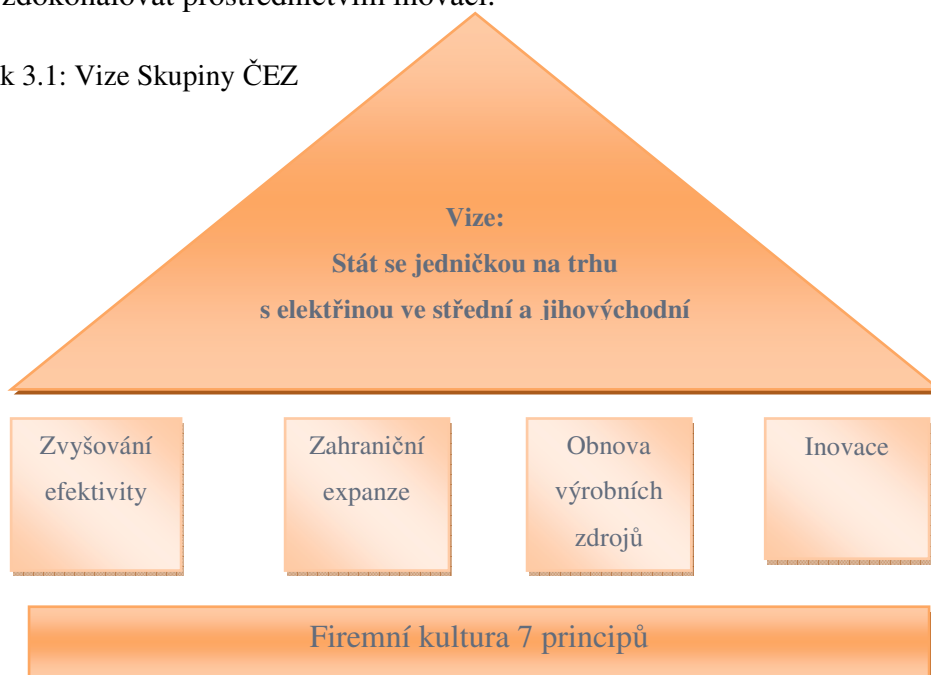 zdokonalovat prostřednictvím inovací.
k 3.1: Vize Skupiny ČEZ
Vize:
Stát se jedničkou na trhu
s elektřinou ve střední a jihovýchodní
Zvyšování
efektivity
Zahraniční
expanze
Obnova
výrobních
zdrojů
Inovace
Firemní kultura 7 principů